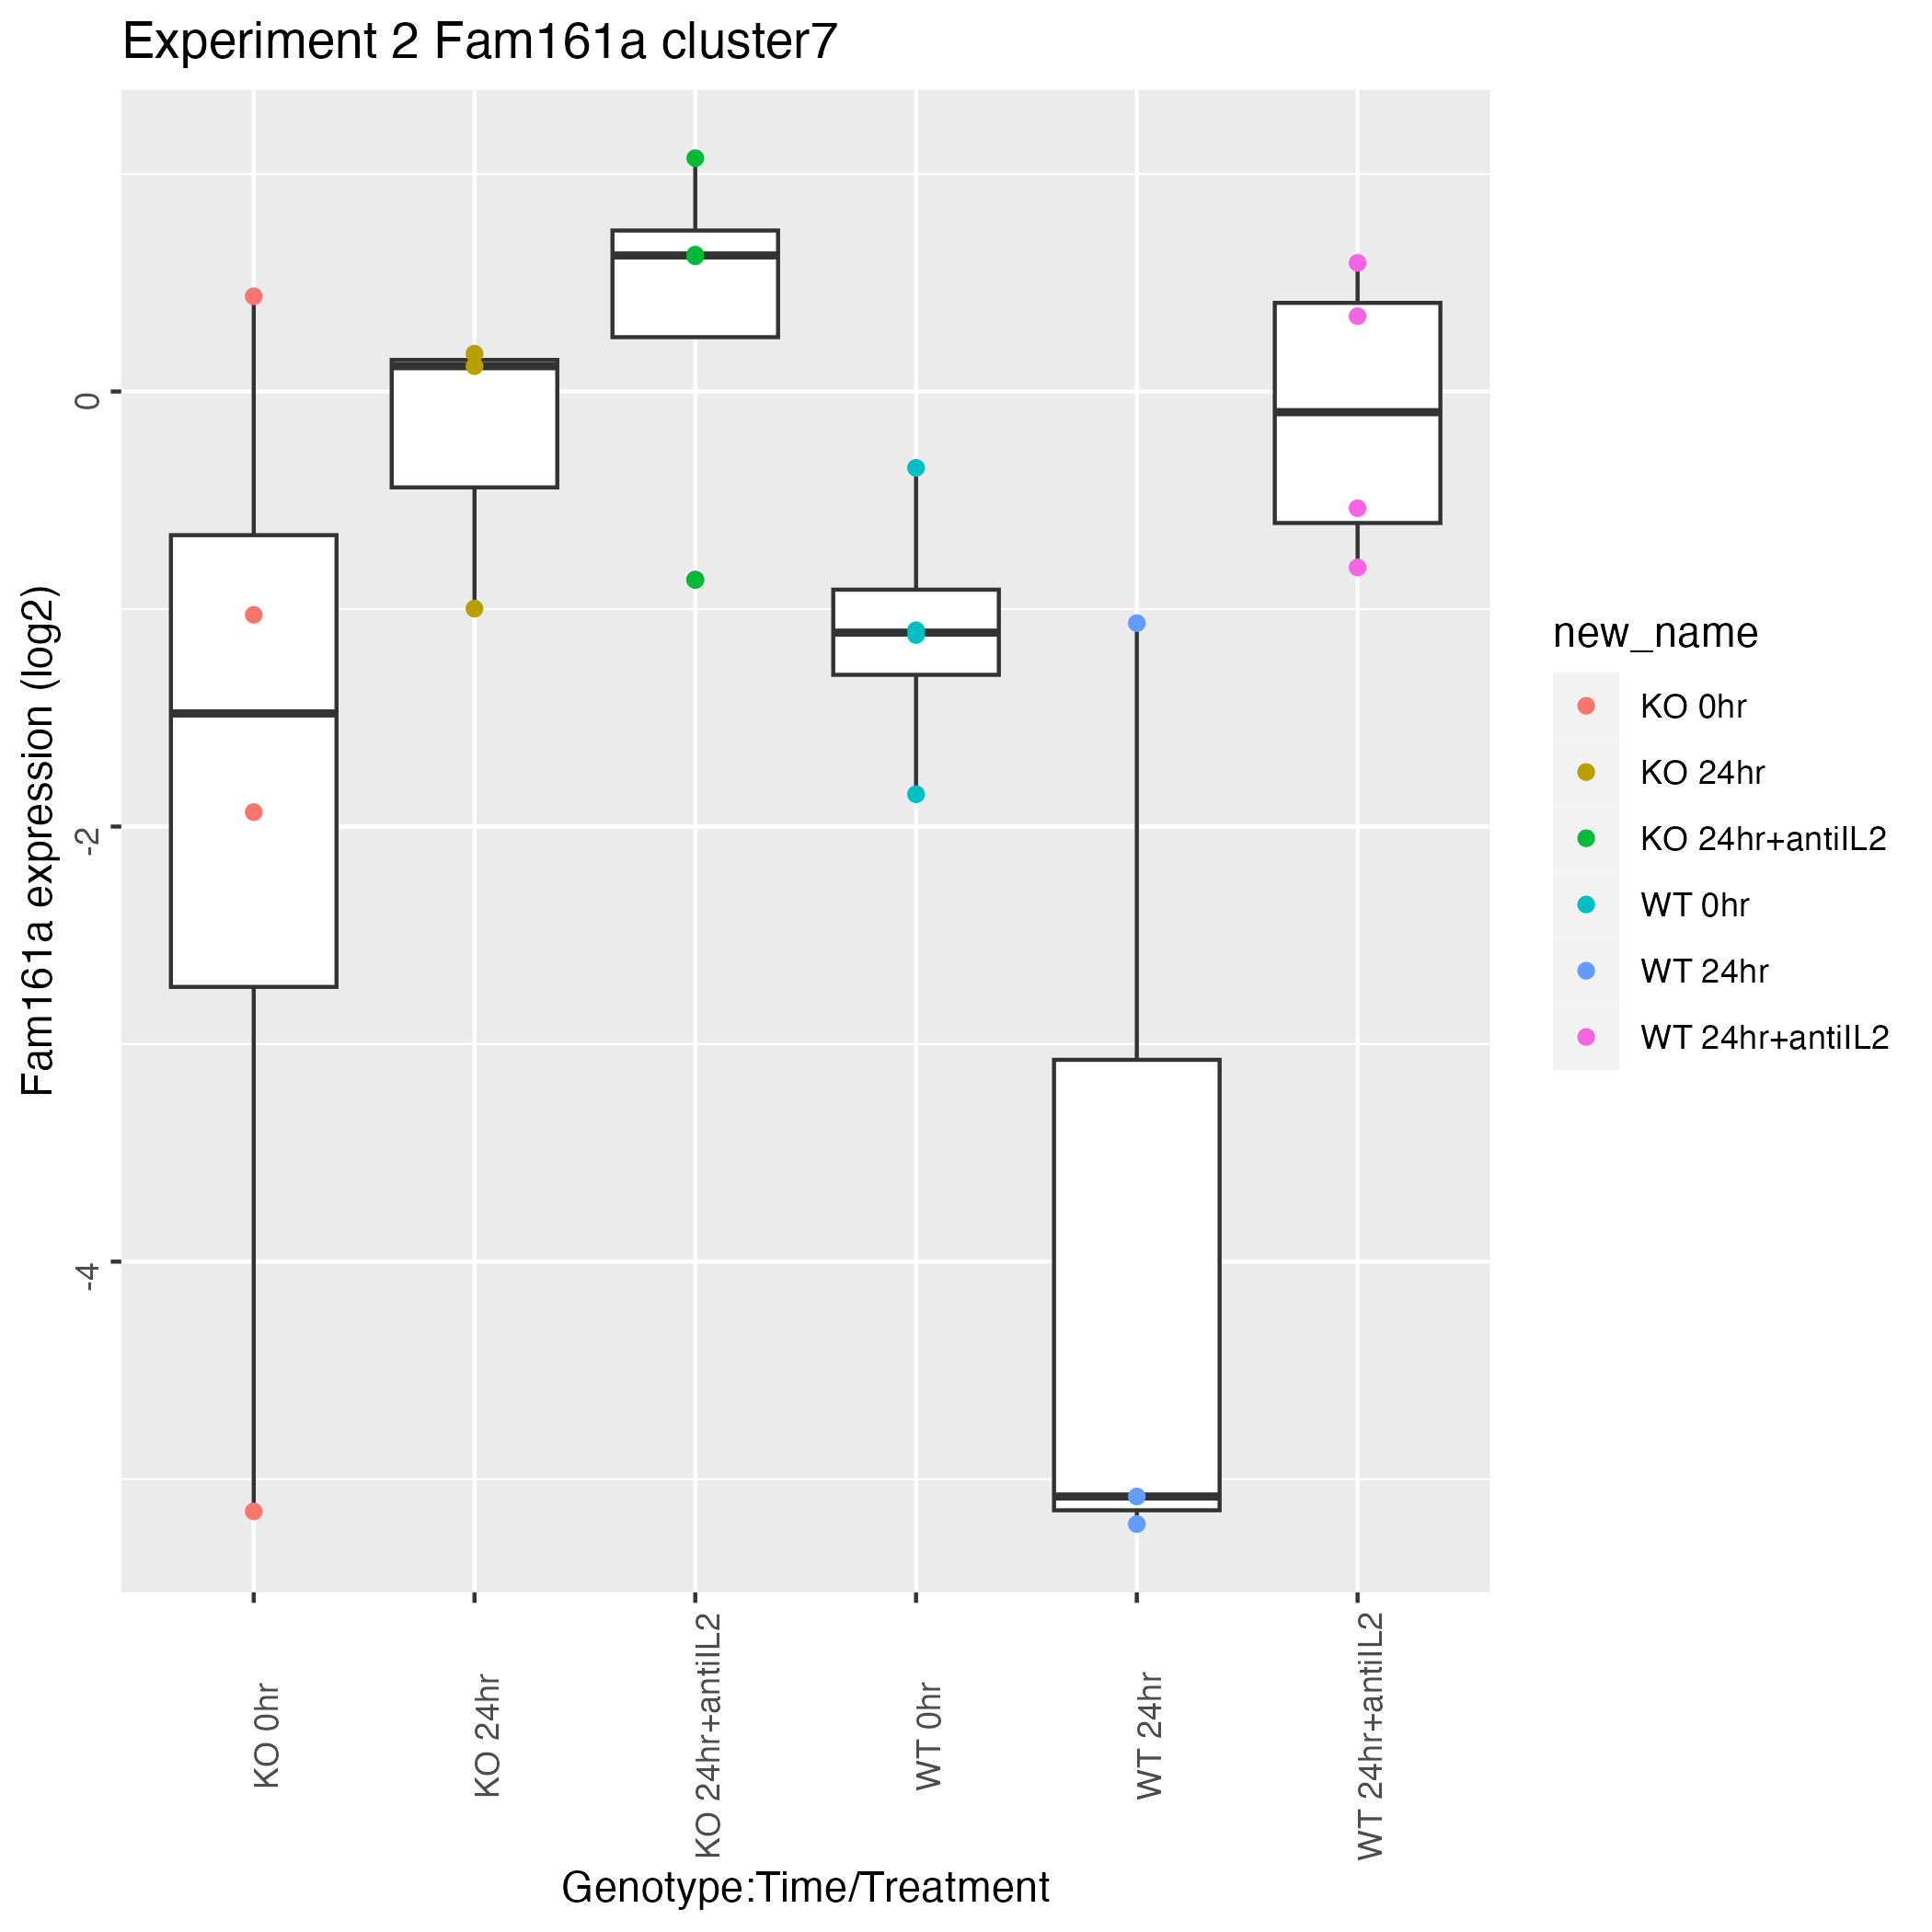 Experiment 2 Fam161a cluster7
Fam161a expression (log2)
0
-2
-4
KO 0hr
KO 24hr
KO 24hr+antiIL2
WT 0hr
WT 24hr
WT 24hr+antiIL2
Genotype:Time/Treatment
new_name
KO 0hr
KO 24hr
KO 24hr+antiIL2
WT 0hr
WT 24hr
WT 24hr+antiIL2